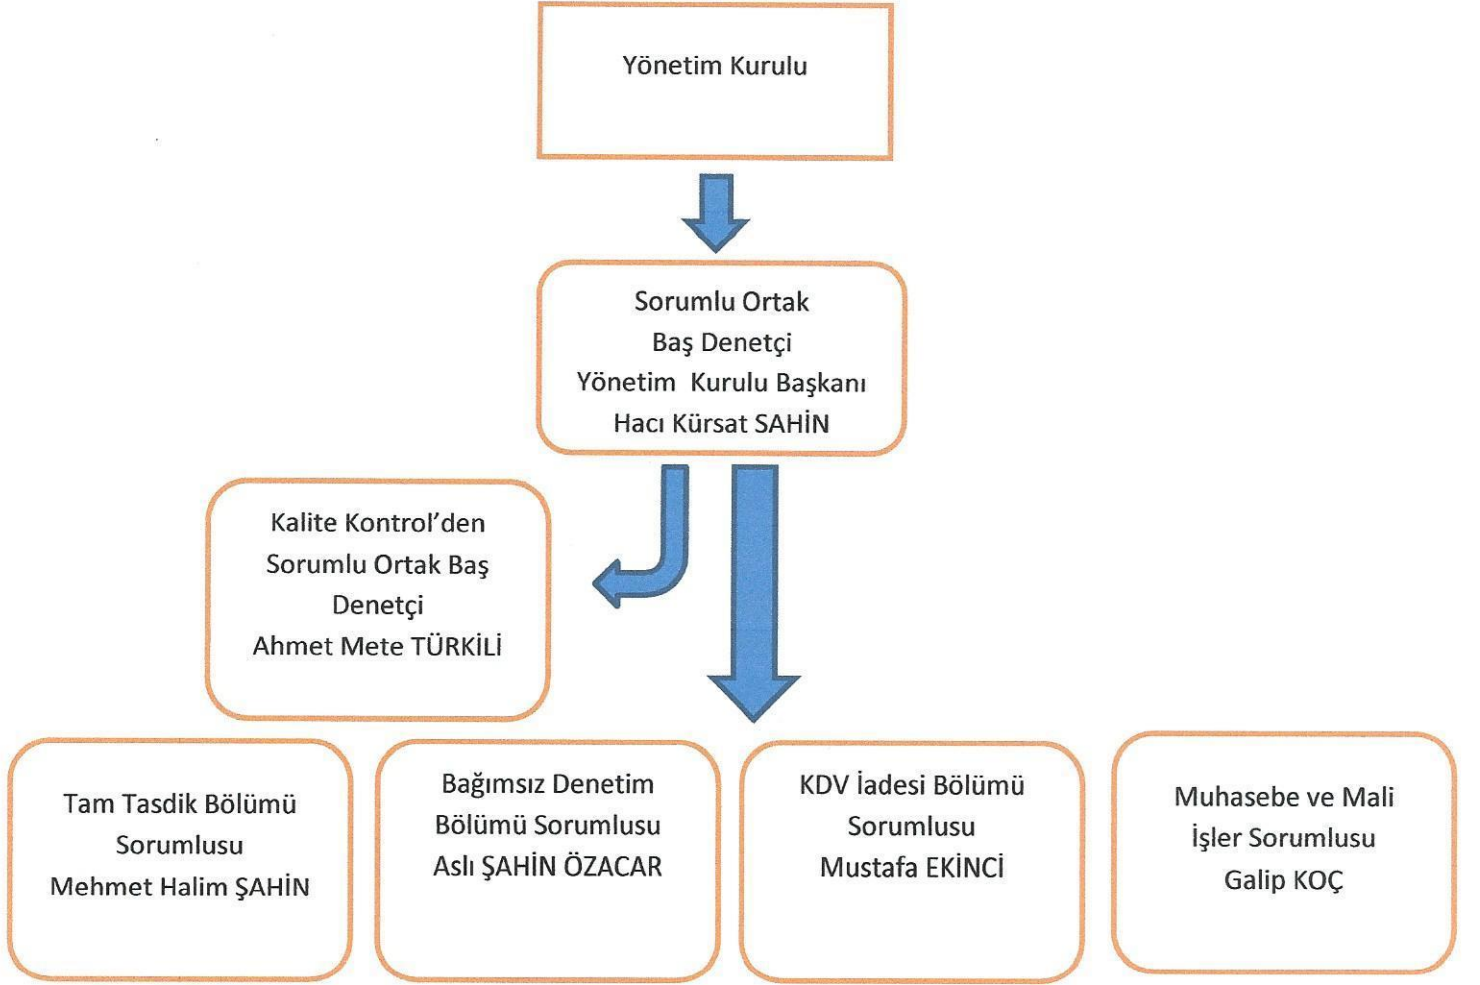 Yönetim Kurulu
Sorumlu Ortak
Baş Denetçi
Yönetim Kurulu Başkanı
Hacı Kürsat SAHİN
Kalite Kontrol’den
Sorumlu Ortak Baş
Denetçi
Ahmet Mete TÜRKİLİ
Tam Tasdik Bölümü
Sorumlusu
Mehmet Halim ŞAHİN
Bağımsız Denetim
Bölümü Sorumlusu
Aslı ŞAHİN ÖZACAR
KDV İadesi Bölümü
Sorumlusu
Mustafa EKİNCİ
Muhasebe ve Mali
İşler Sorumlusu
Galip KOÇ